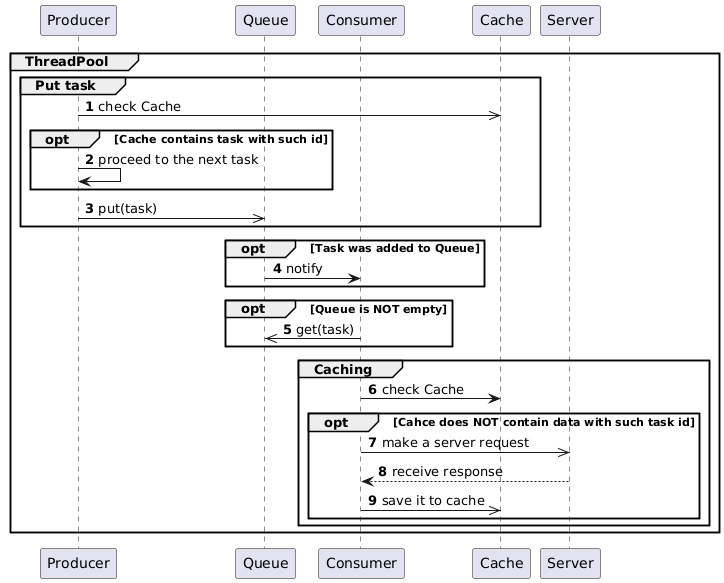 Producer Queue Consumer Cache Server
ThreadPool
Put task
1 check Cache
opt [Cache contains task with such id]
2 proceed to the next task
3 put(task)
opt [Task was added to Queue]
4 notify
opt [Queue is NOT empty]
5 get(task)
Caching
6 check Cache
opt [Cahce does NOT contain data with such task id]
7 make a server request
8 receive response
9 save it to cache
Producer Queue Consumer Cache Server